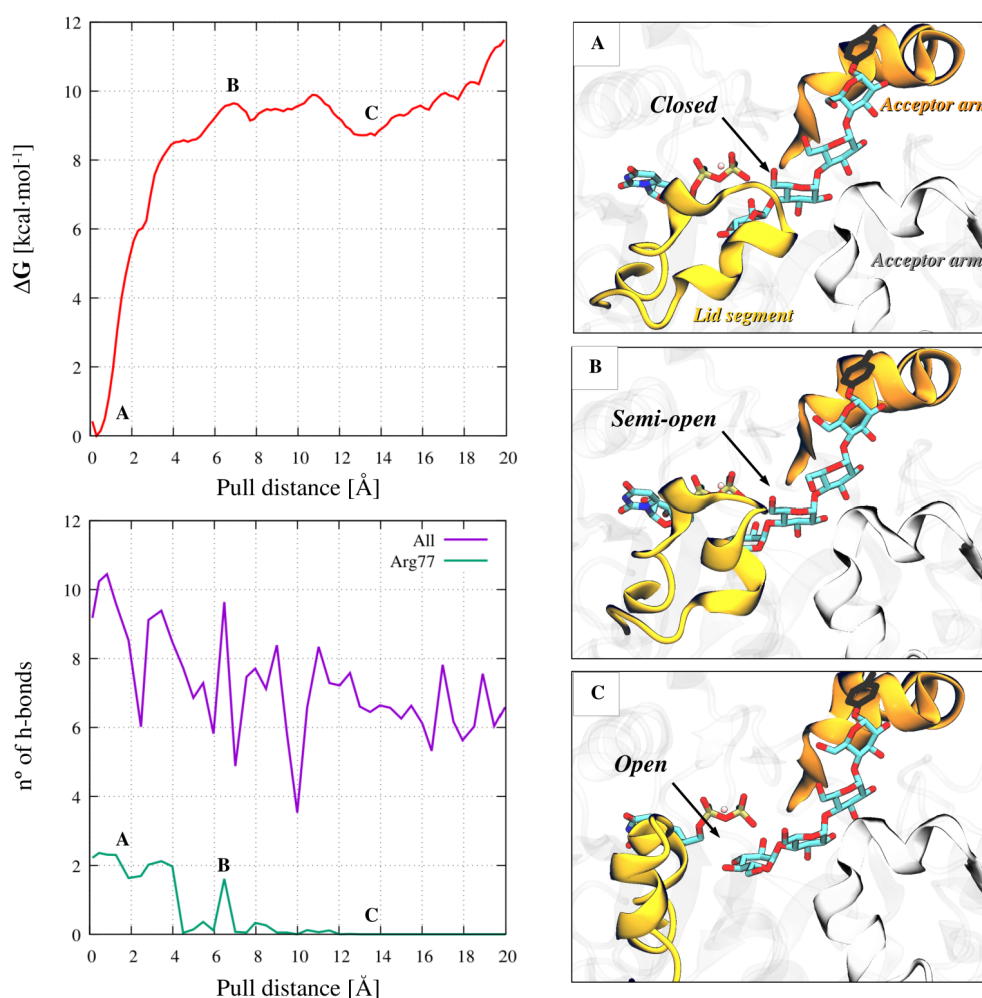 12
10
8
6
4
2
0
ΔG [kcal·mol⁻¹]
A
B
C
0 2 4 6 8 10 12 14 16 18 20
Pull distance [Å]
12
10
8
6
4
2
0
nº of h-bonds
All
Arg77
A
B
C
0 2 4 6 8 10 12 14 16 18 20
Pull distance [Å]
A
Closed
Acceptor arm
Acceptor arm
Lid segment
B
Semi-open
C
Open